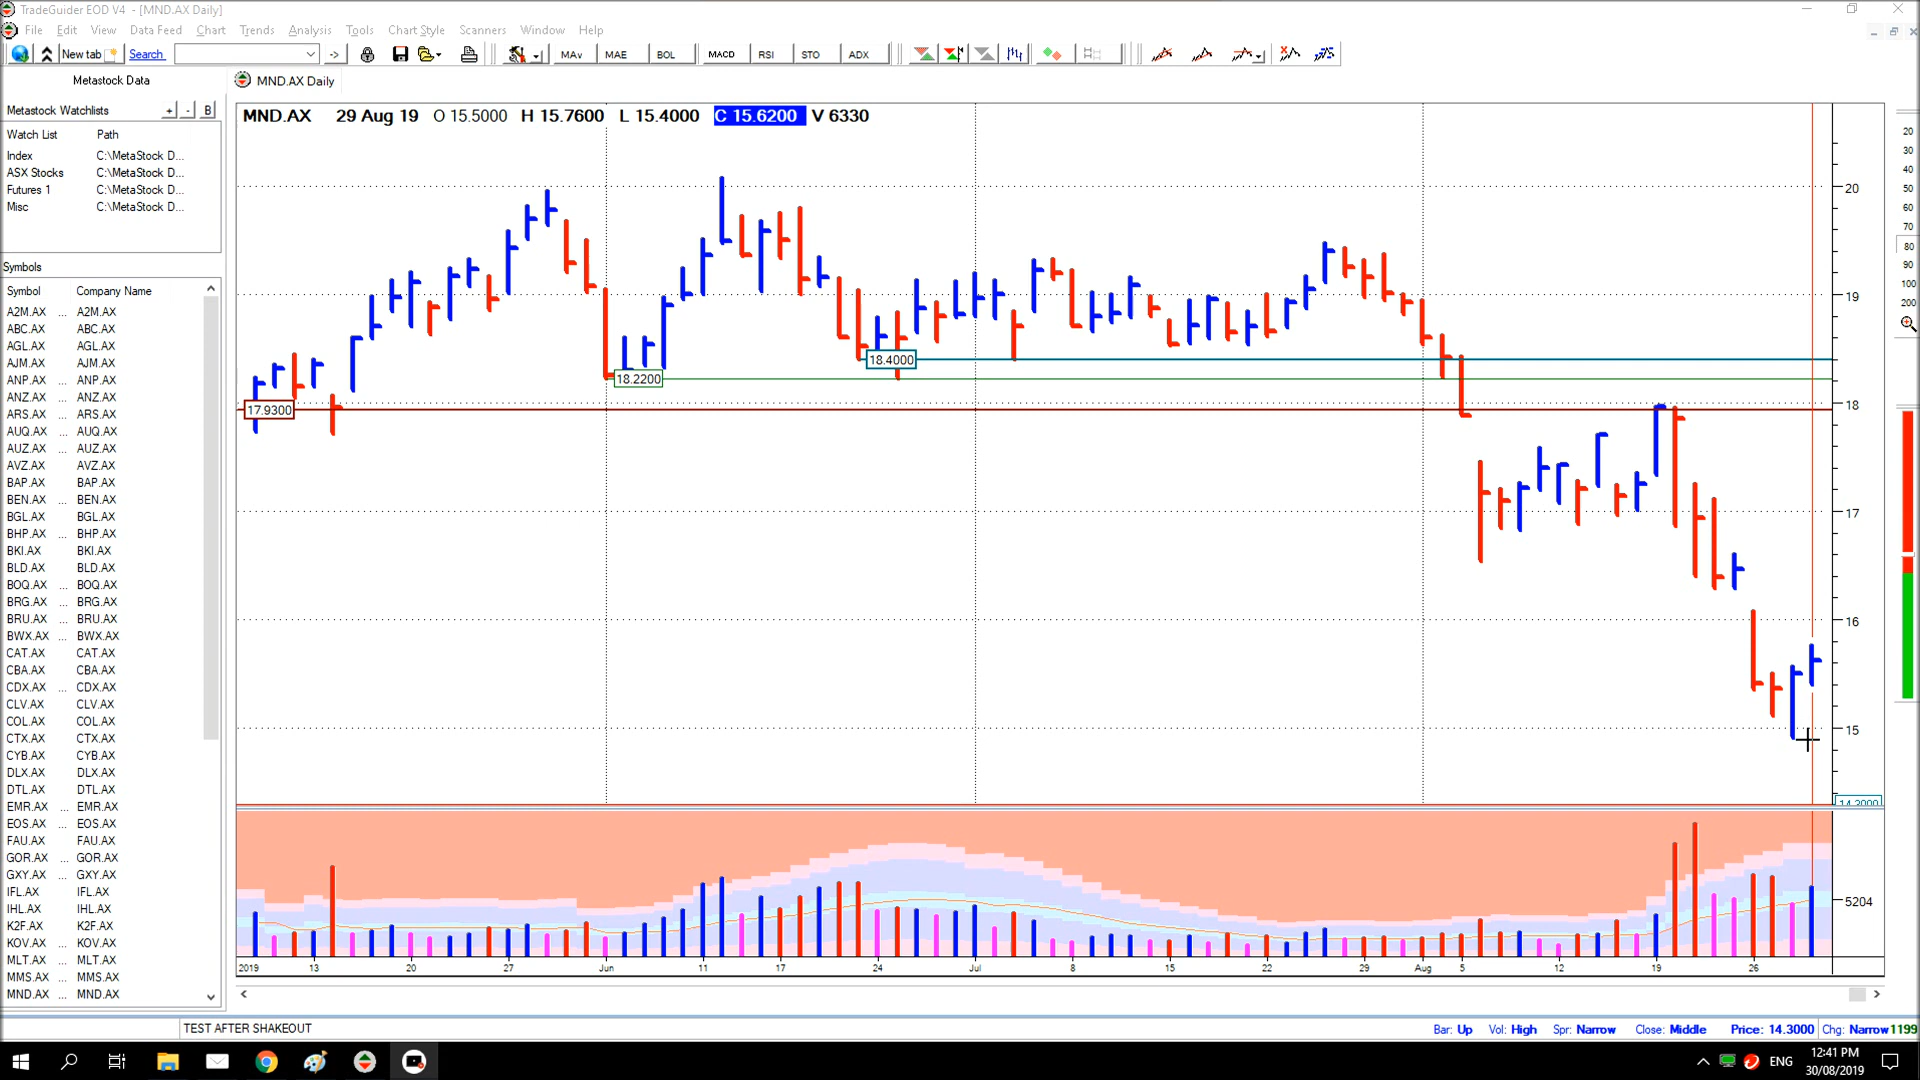 TradeGuider EOD V4 - [MND.AX Daily]
File Edit View Data Feed Chart Trends Analysis Chart Style Tools Scanners Window Help
New tab Search -> MAv MAE BOL MACD RSI STO ADX
Metastock Data
MND.AX Daily
Metastock Watchlists + - B
Watch List Path
Index C:\MetaStock D...
ASX Stocks C:\MetaStock D...
Futures 1 C:\MetaStock D...
Misc C:\MetaStock D...
Symbols
Symbol Company Name
A2M.AX ... A2M.AX
ABC.AX ABC.AX
AGL.AX AGL.AX
AJM.AX AJM.AX
ANP.AX ... ANP.AX
ANZ.AX ... ANZ.AX
ARS.AX ... ARS.AX
AUQ.AX ... AUQ.AX
AUZ.AX ... AUZ.AX
AVZ.AX AVZ.AX
BAP.AX BAP.AX
BEN.AX ... BEN.AX
BGL.AX BGL.AX
BHP.AX ... BHP.AX
BKI.AX BKI.AX
BLD.AX BLD.AX
BOQ.AX ... BOQ.AX
BRG.AX ... BRG.AX
BRU.AX ... BRU.AX
BWX.AX ... BWX.AX
CAT.AX CAT.AX
CBA.AX CBA.AX
CDX.AX ... CDX.AX
CLV.AX CLV.AX
COL.AX COL.AX
CTX.AX CTX.AX
CYB.AX CYB.AX
DLX.AX DLX.AX
DTL.AX DTL.AX
EMR.AX ... EMR.AX
EOS.AX ... EOS.AX
FAU.AX FAU.AX
GOR.AX ... GOR.AX
GXY.AX ... GXY.AX
IFL.AX IFL.AX
IHL.AX IHL.AX
K2F.AX K2F.AX
KOV.AX ... KOV.AX
MLT.AX ... MLT.AX
MMS.AX ... MMS.AX
MND.AX ... MND.AX
MND.AX 29 Aug 19 O 15.5000 H 15.7600 L 15.4000 C 15.6200 V 6330
20
19
18
17
16
15
14.3000
5204
18.4000
18.2200
17.9300
2019 13 20 27 Jun 11 17 24 Jul 8 15 22 29 Aug 5 12 19 26
20
30
40
50
60
70
80
90
100
200
TEST AFTER SHAKEOUT
Bar: Up Vol: High Spr: Narrow Close: Middle Price: 14.3000 Chg: Narrow 1199
ENG
12:41 PM
30/08/2019